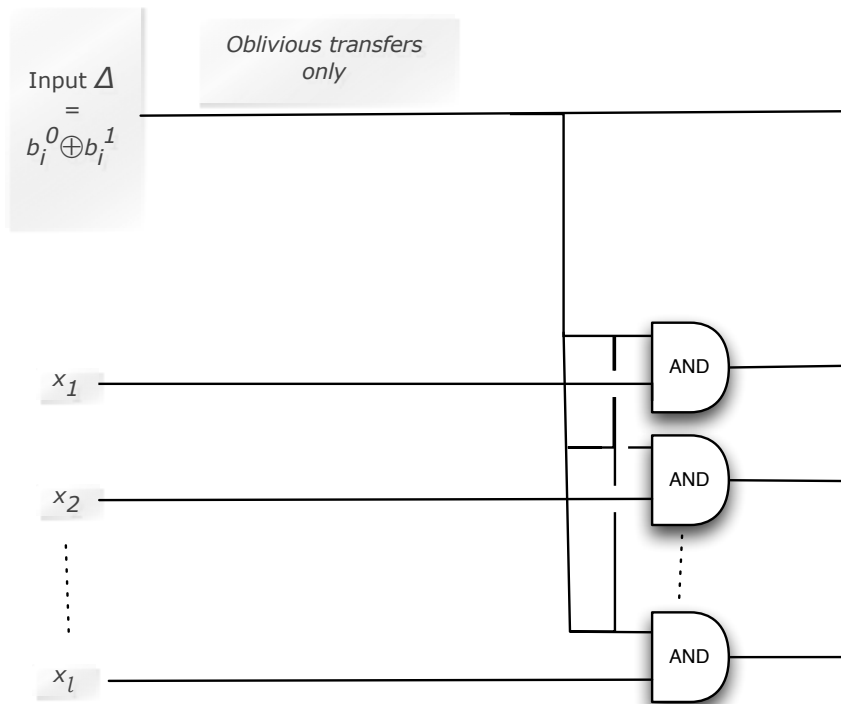 Oblivious transfers
only
Input Δ
=
b_i^0⊕b_i^1
x_1
AND
x_2
AND
x_l
AND